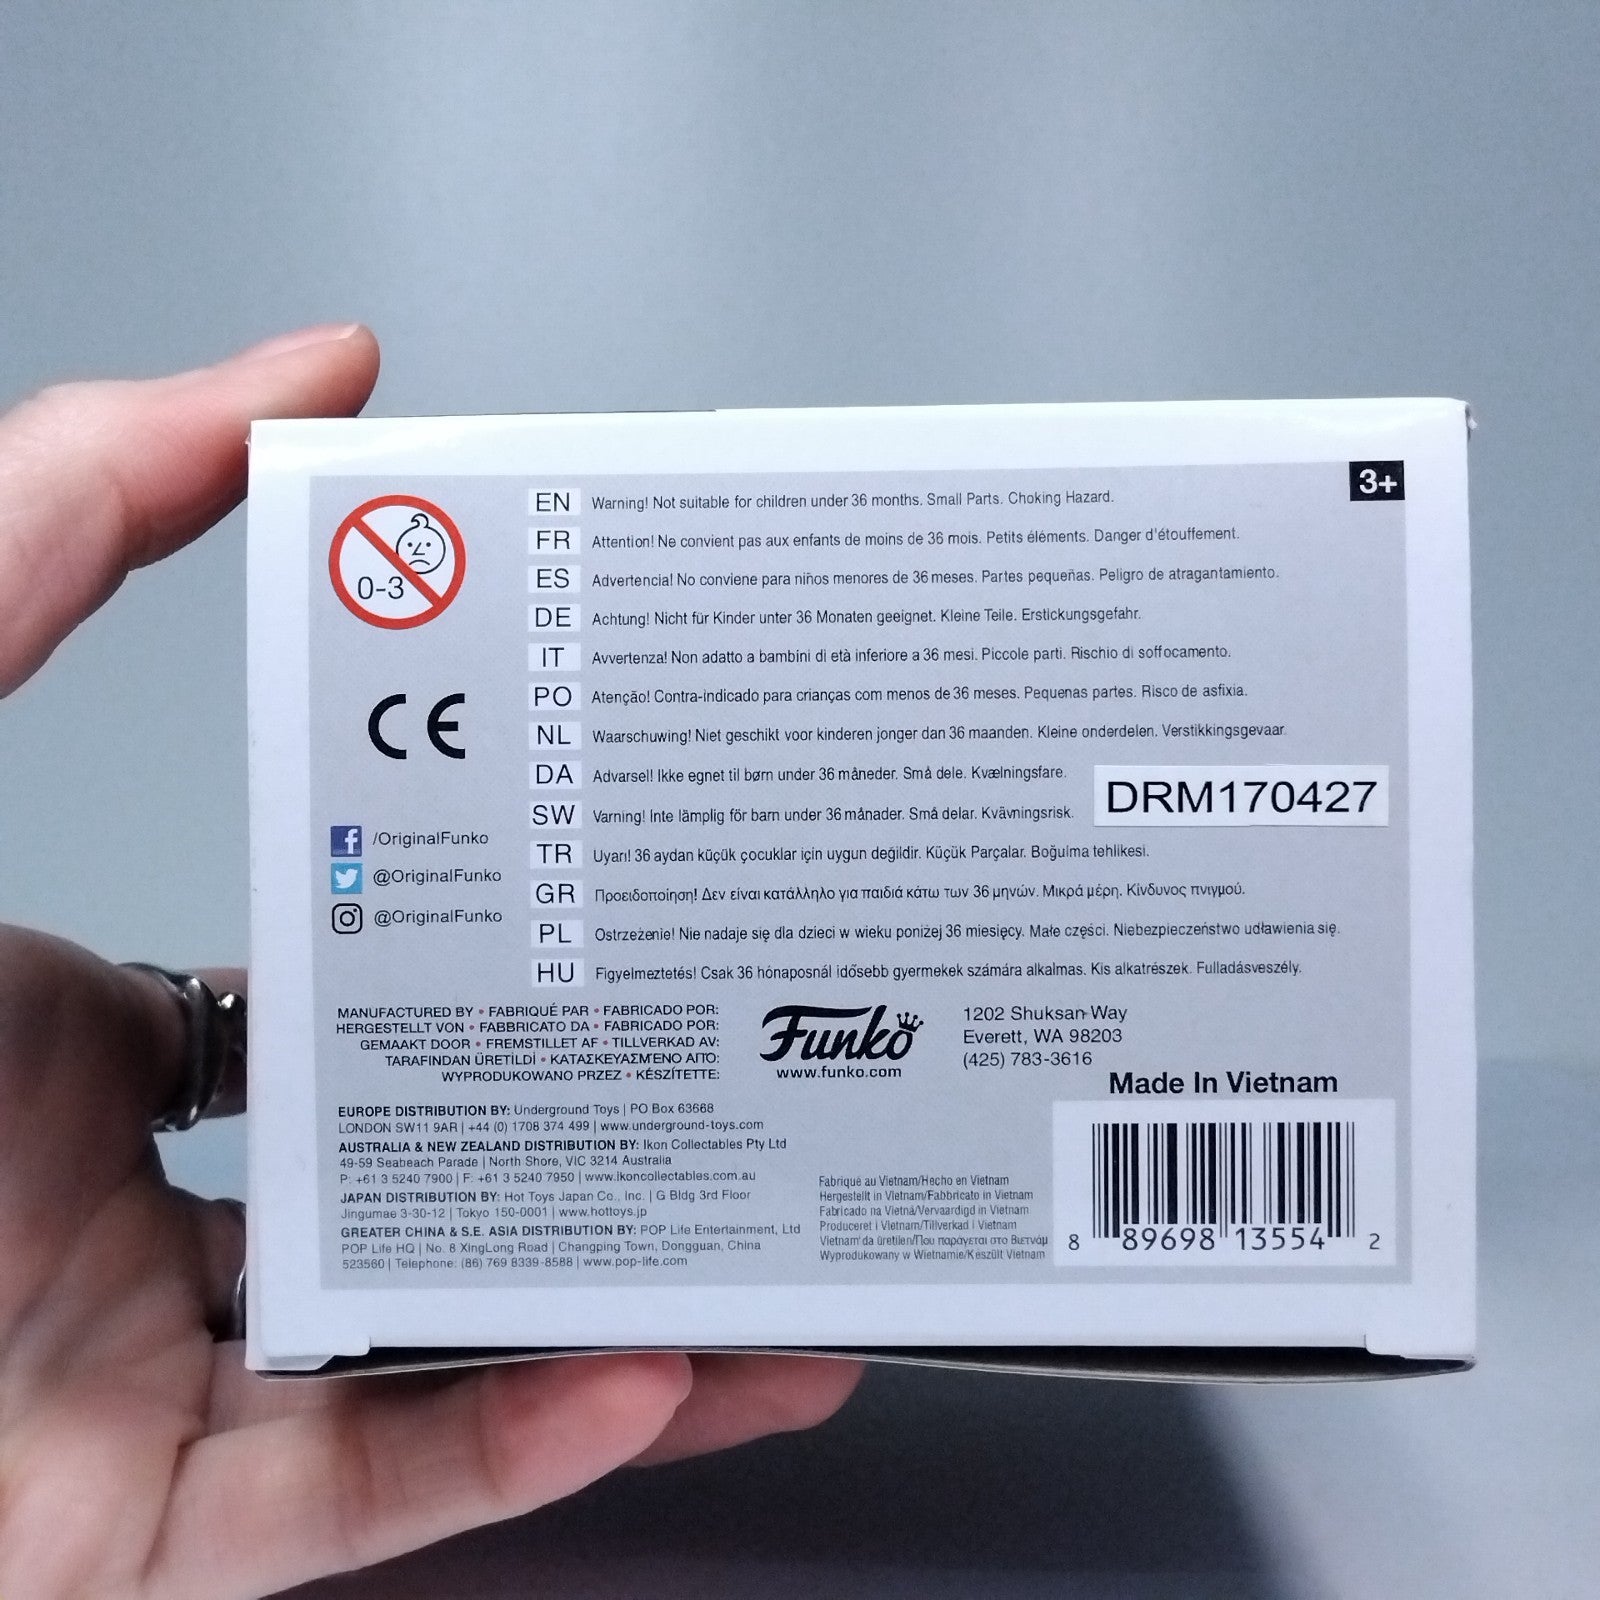 3+
0-3
EN Warning! Not suitable for children under 36 months. Small Parts. Choking Hazard.
FR Attention! Ne convient pas aux enfants de moins de 36 mois. Petits éléments. Danger d'étouffement.
ES Advertencia! No conviene para niños menores de 36 meses. Partes pequeñas. Peligro de atragantamiento.
DE Achtung! Nicht für Kinder unter 36 Monaten geeignet. Kleine Teile. Erstickungsgefahr.
IT Avvertenza! Non adatto a bambini di età inferiore a 36 mesi. Piccole parti. Rischio di soffocamento.
PO Atenção! Contra-indicado para crianças com menos de 36 meses. Pequenas partes. Risco de asfixia.
NL Waarschuwing! Niet geschikt voor kinderen jonger dan 36 maanden. Kleine onderdelen. Verstikkingsgevaar.
DA Advarsel! Ikke egnet til børn under 36 måneder. Små dele. Kvælningsfare.
SW Varning! Inte lämplig för barn under 36 månader. Små delar. Kvävningsrisk.
TR Uyarı! 36 aydan küçük çocuklar için uygun değildir. Küçük Parçalar. Boğulma tehlikesi.
GR Προειδοποίηση! Δεν είναι κατάλληλο για παιδιά κάτω των 36 μηνών. Μικρά μέρη. Κίνδυνος πνιγμού.
PL Ostrzeżenie! Nie nadaje się dla dzieci w wieku poniżej 36 miesięcy. Małe części. Niebezpieczeństwo udławienia się.
HU Figyelmeztetés! Csak 36 hónaposnál idősebb gyermekek számára alkalmas. Kis alkatrészek. Fulladásveszély.
CE
DRM170427
/OriginalFunko
@OriginalFunko
@OriginalFunko
MANUFACTURED BY • FABRIQUÉ PAR • FABRICADO POR:
HERGESTELLT VON • FABBRICATO DA • FABRICADO POR:
GEMAAKT DOOR • FREMSTILLET AF • TILLVERKAD AV:
TARAFINDAN ÜRETİLDİ • ΚΑΤΑΣΚΕΥΑΣΜΈΝΟ ΑΠΌ:
WYPRODUKOWANO PRZEZ • KÉSZÍTETTE:
Funko
www.funko.com
1202 Shuksan Way
Everett, WA 98203
(425) 783-3616
Made In Vietnam
EUROPE DISTRIBUTION BY: Underground Toys | PO Box 63668
LONDON SW11 9AR | +44 (0) 1708 374 499 | www.underground-toys.com
AUSTRALIA & NEW ZEALAND DISTRIBUTION BY: Ikon Collectables Pty Ltd
49-59 Seabeach Parade | North Shore, VIC 3214 Australia
P: +61 3 5240 7900 | F: +61 3 5240 7950 | www.ikoncollectables.com.au
JAPAN DISTRIBUTION BY: Hot Toys Japan Co., Inc. | G Bldg 3rd Floor
Jingumae 3-30-12 | Tokyo 150-0001 | www.hottoys.jp
GREATER CHINA & S.E. ASIA DISTRIBUTION BY: POP Life Entertainment, Ltd
POP Life HQ | No. 8 XingLong Road | Changping Town, Dongguan, China
523560 | Telephone: (86) 769 8339-8588 | www.pop-life.com
Fabriqué au Vietnam/Hecho en Vietnam
Hergestellt in Vietnam/Fabbricato in Vietnam
Fabricado na Vietnã/Vervaardigd in Vietnam
Produceret i Vietnam/Tillverkad i Vietnam
Vietnam'da üretilen/Που παράγεται στο Βιετνάμ
Wyprodukowany w Wietnamie/Készült Vietnam
8 89698 13554 2